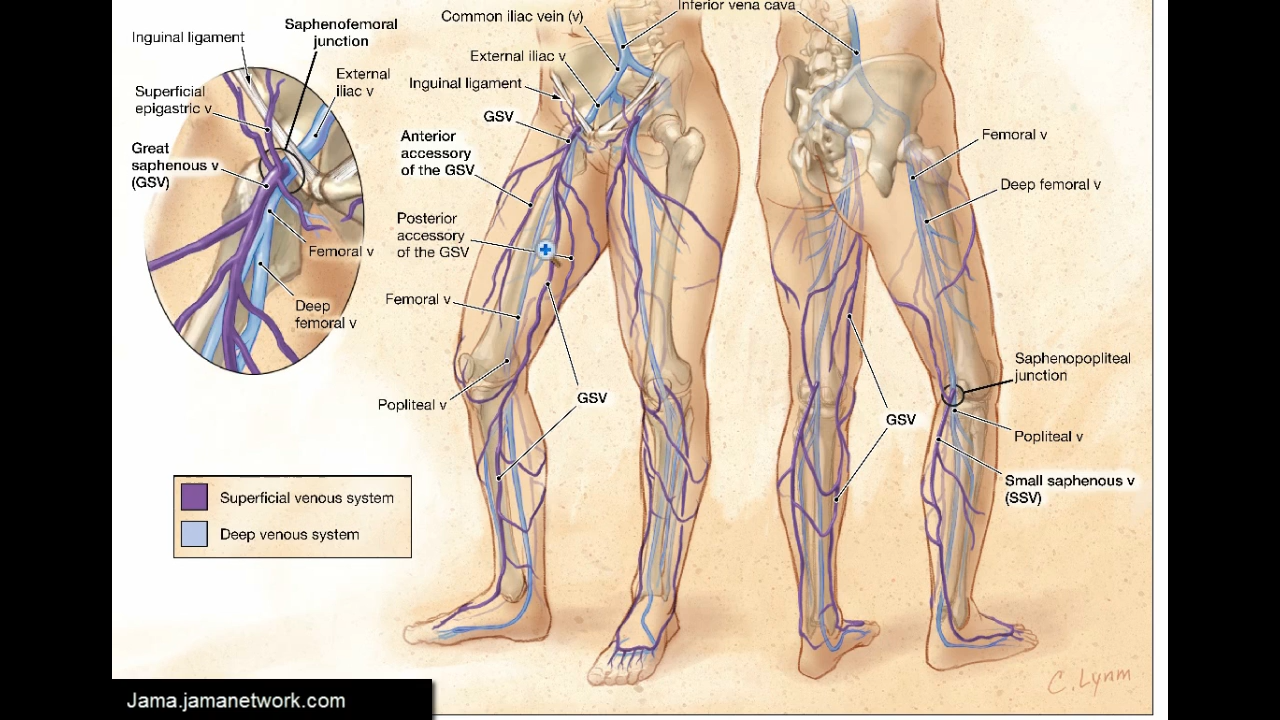 Inferior vena cava
Common iliac vein (v)
External iliac v
Inguinal ligament
GSV
Anterior
accessory
of the GSV
Posterior
accessory
of the GSV
Femoral v
Popliteal v
GSV
Saphenofemoral
junction
Inguinal ligament
External
iliac v
Superficial
epigastric v
Great
saphenous v
(GSV)
Femoral v
Deep
femoral v
Superficial venous system
Deep venous system
Femoral v
Deep femoral v
Saphenopopliteal
junction
GSV
Popliteal v
Small saphenous v
(SSV)
C. Lynm
Jama.jamanetwork.com